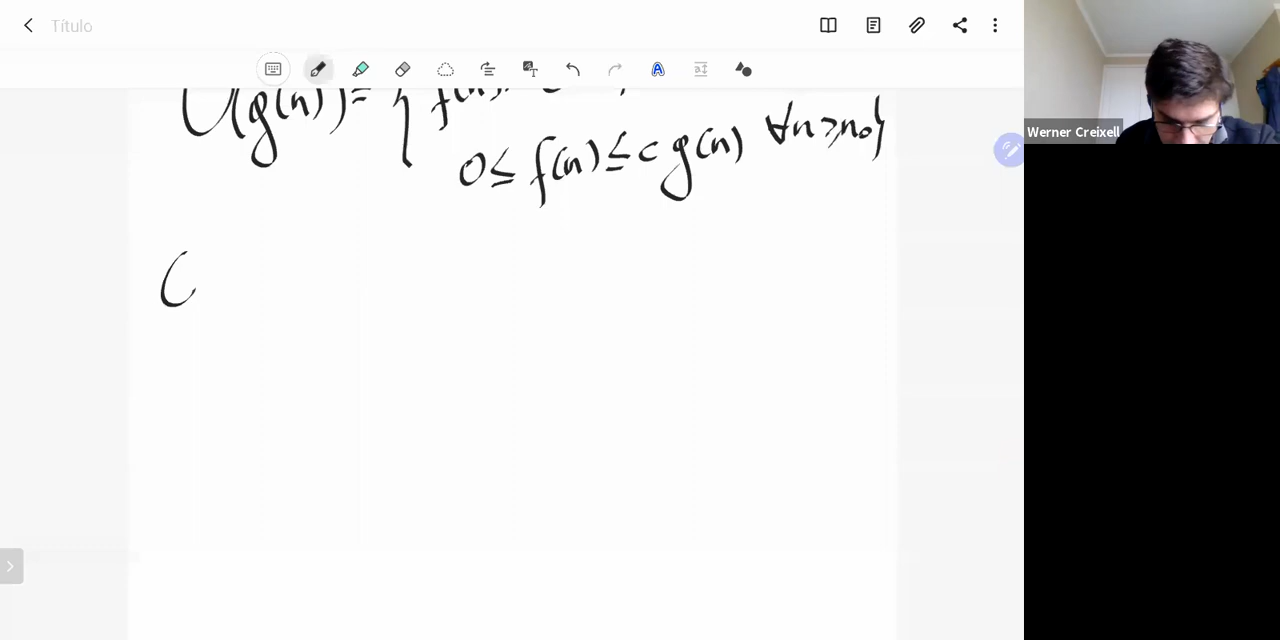 Título
O(g(n))= { f(n):
0 ≤ f(n) ≤ c g(n) ∀n ≥ n₀}
C
Werner Creixell